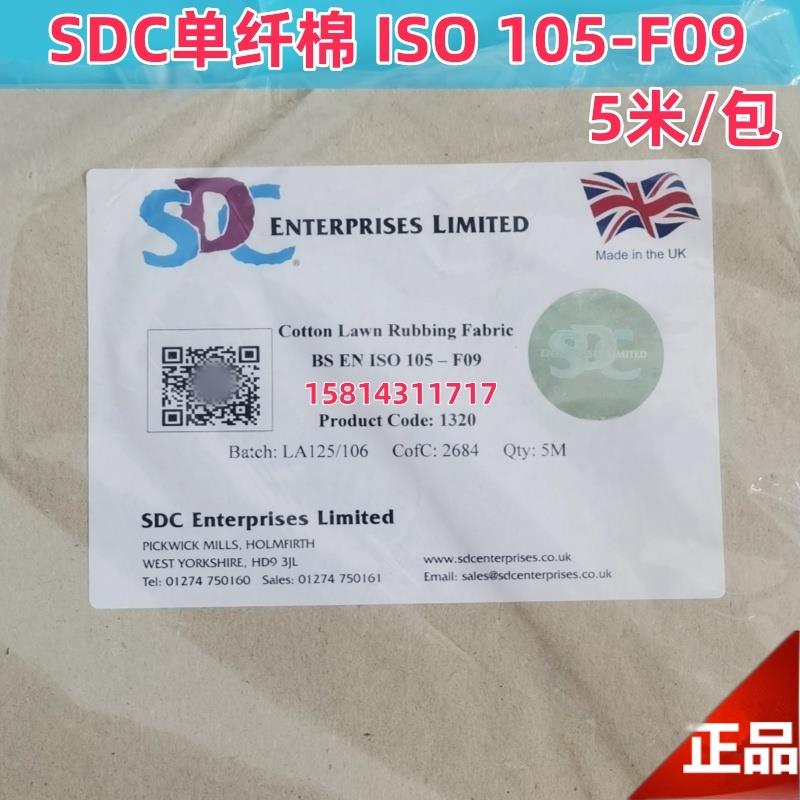 SDC单纤棉 ISO 105-F09
5米/包
SDC ENTERPRISES LIMITED
®
Made in the UK
Cotton Lawn Rubbing Fabric
BS EN ISO 105 – F09
15814311717
Product Code: 1320
Batch: LA125/106 CofC: 2684 Qty: 5M
SDC
ENTERPRISES LIMITED
SDC Enterprises Limited
PICKWICK MILLS, HOLMFIRTH
WEST YORKSHIRE, HD9 3JL
Tel: 01274 750160 Sales: 01274 750161
www.sdcenterprises.co.uk
Email: sales@sdcenterprises.co.uk
正品